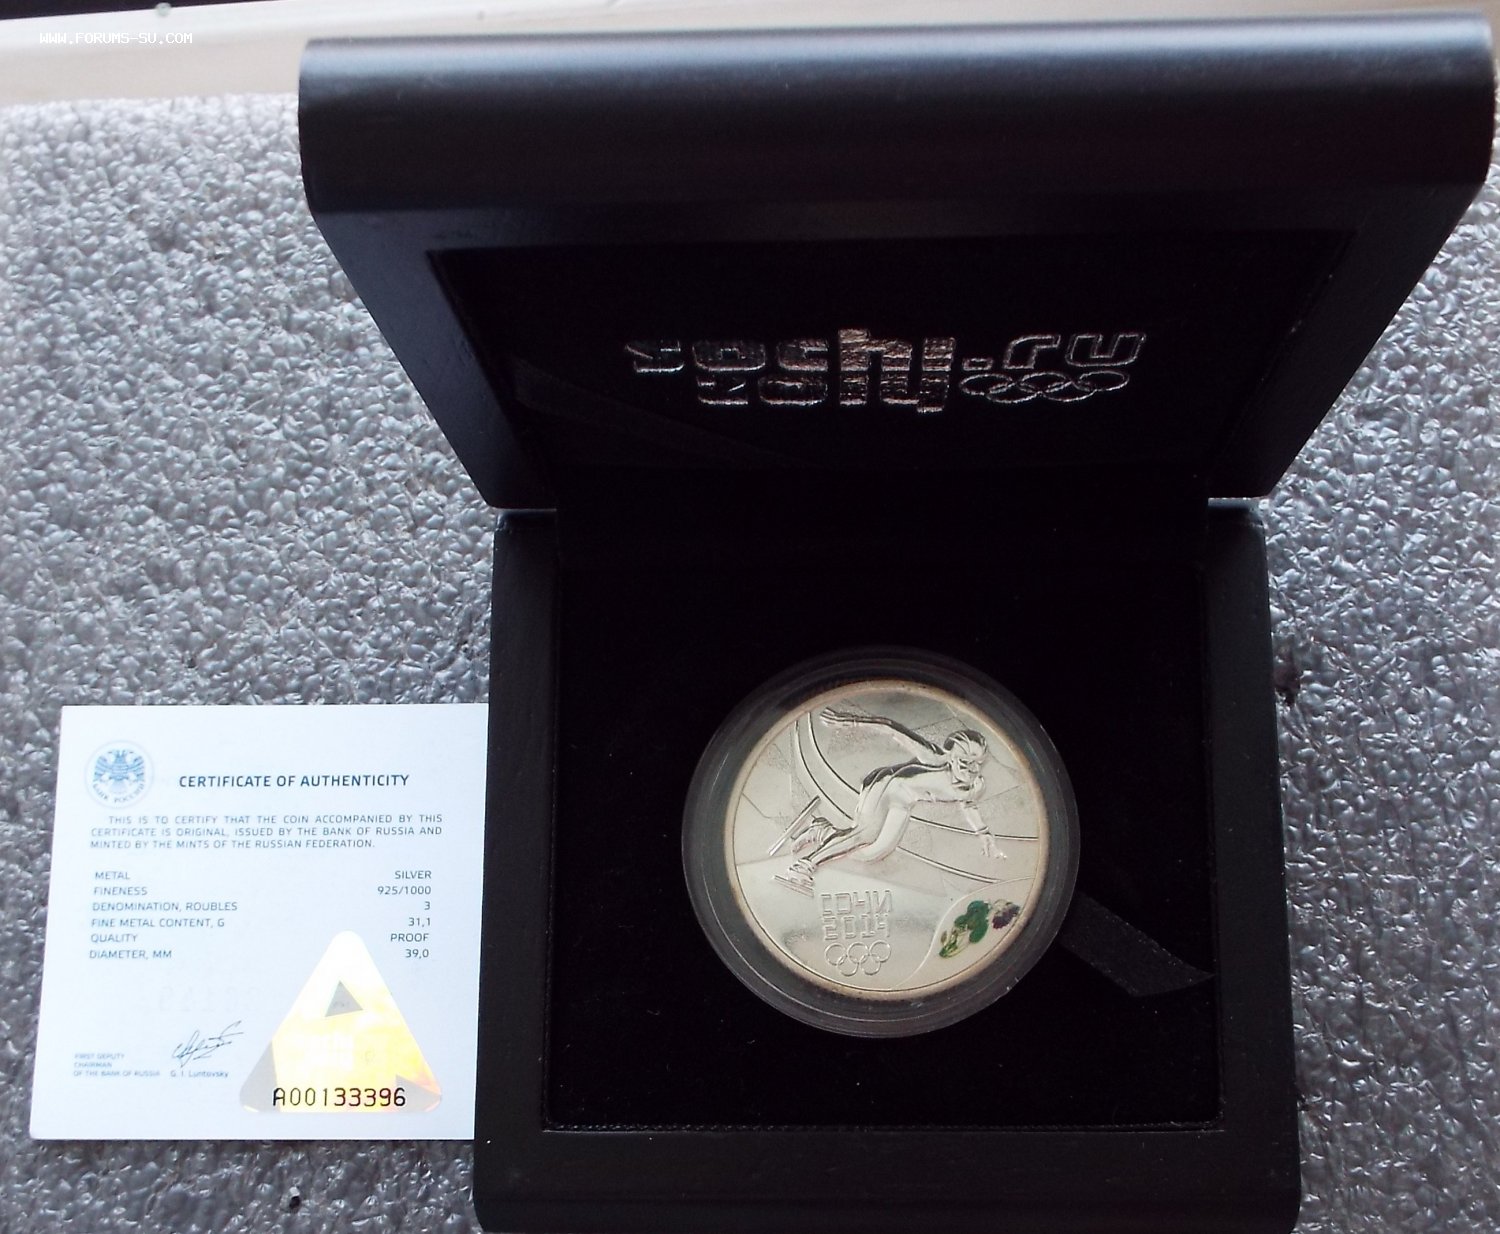 WWW.FORUMS-SU.COM
sochi.ru
2014
CERTIFICATE OF AUTHENTICITY
THIS IS TO CERTIFY THAT THE COIN ACCOMPANIED BY THIS
CERTIFICATE IS ORIGINAL, ISSUED BY THE BANK OF RUSSIA AND
MINTED BY THE MINTS OF THE RUSSIAN FEDERATION.
METAL SILVER
FINENESS 925/1000
DENOMINATION, ROUBLES 3
FINE METAL CONTENT, G 31,1
QUALITY PROOF
DIAMETER, MM 39,0
FIRST DEPUTY
CHAIRMAN
OF THE BANK OF RUSSIA G. I. Luntovsky
A00133396
СОЧИ
2014